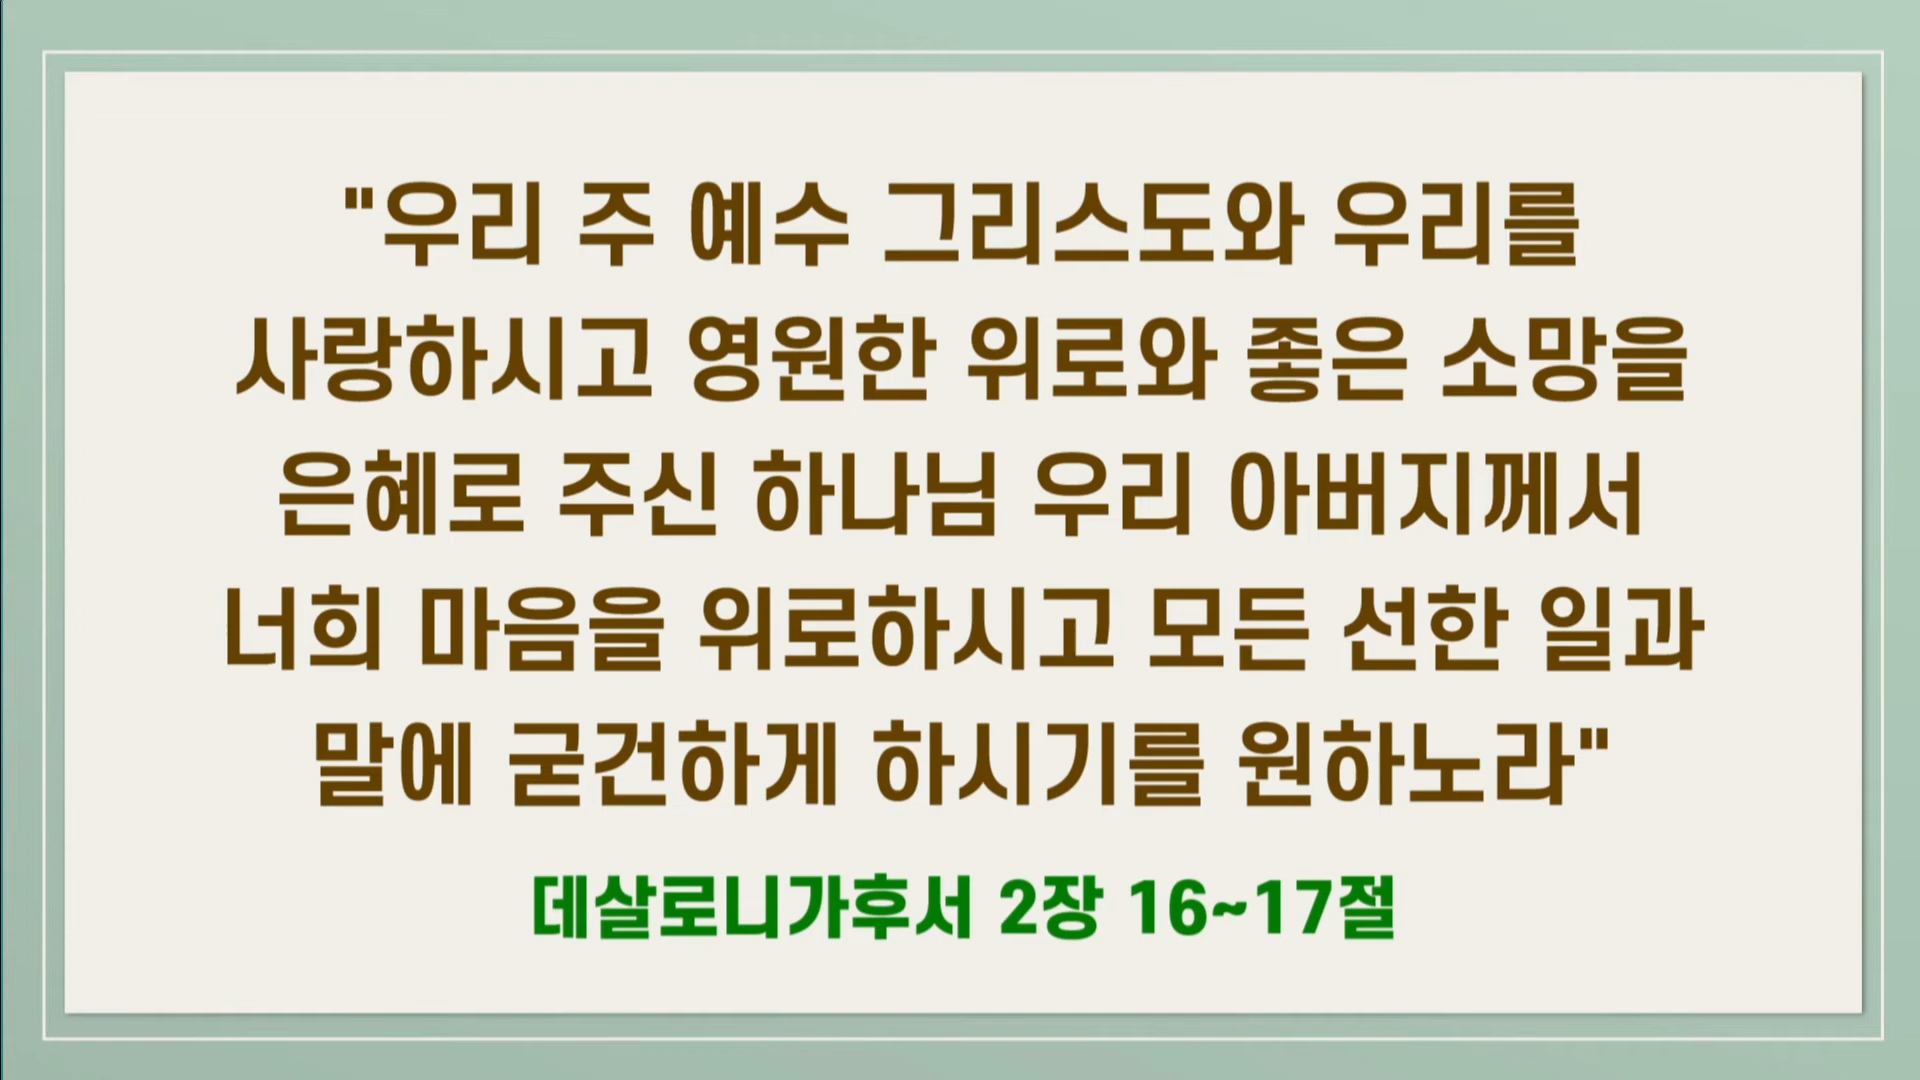 "우리 주 예수 그리스도와 우리를
사랑하시고 영원한 위로와 좋은 소망을
은혜로 주신 하나님 우리 아버지께서
너희 마음을 위로하시고 모든 선한 일과
말에 굳건하게 하시기를 원하노라"
데살로니가후서 2장 16~17절